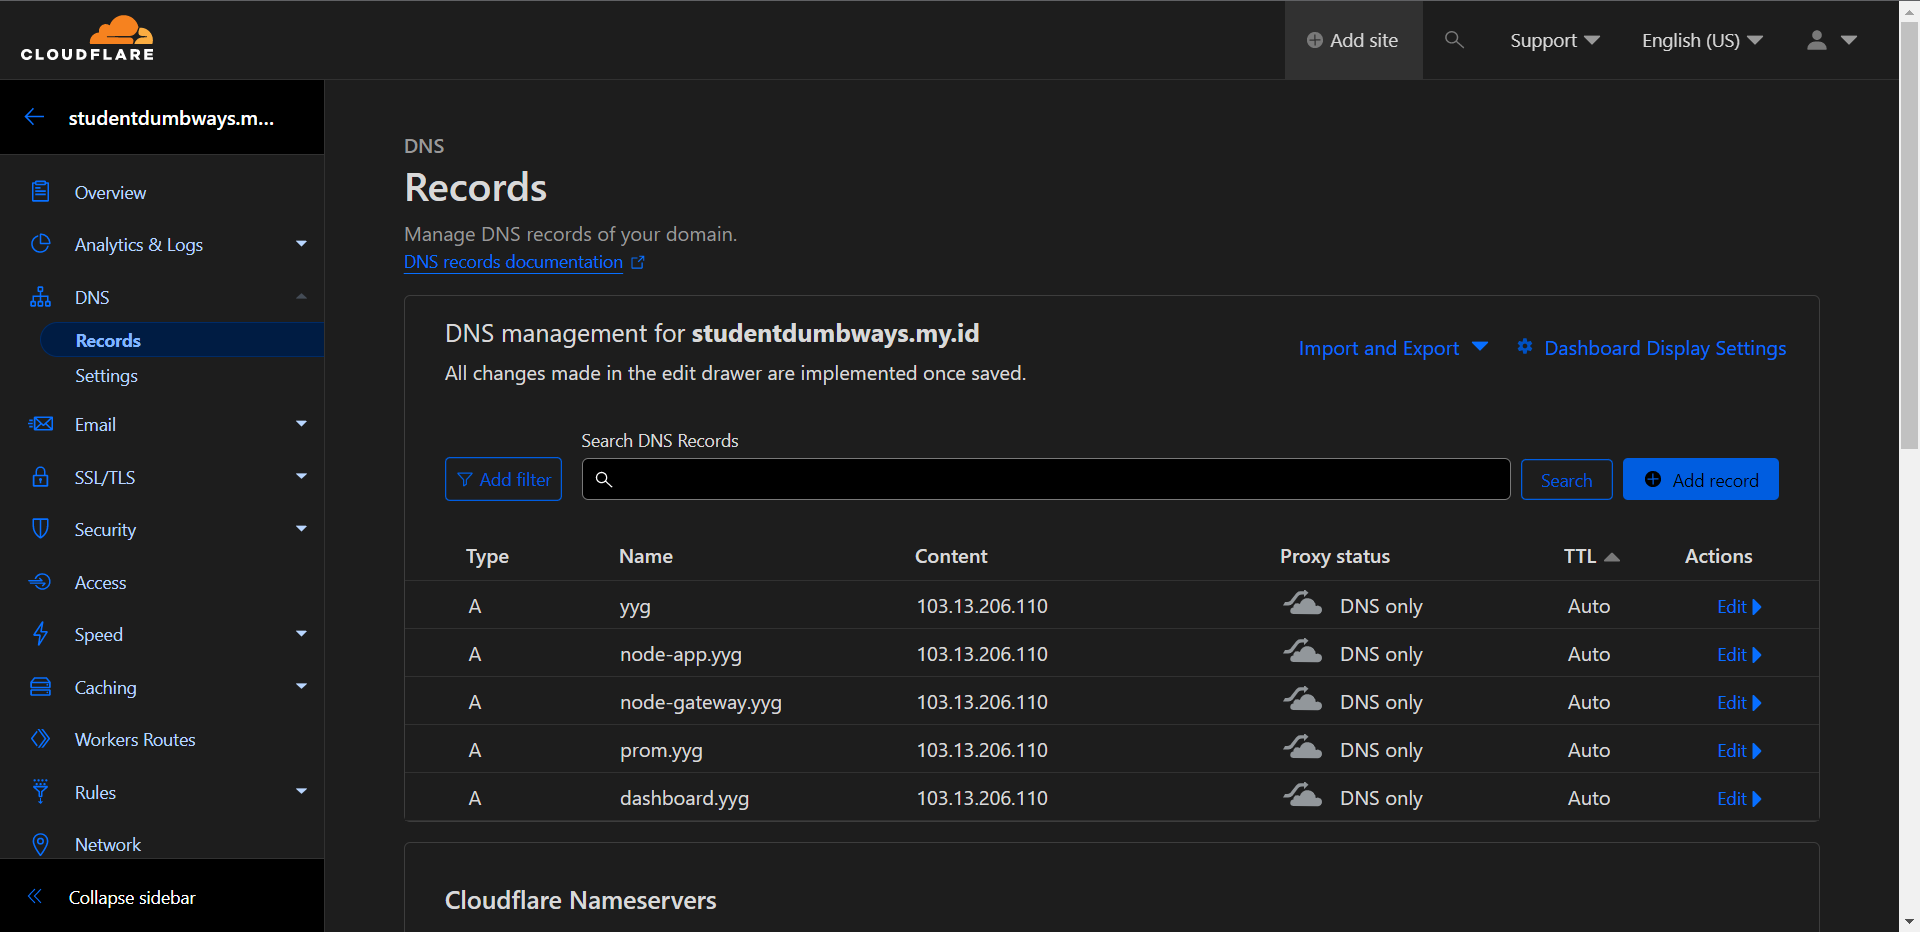 CLOUDFLARE
Add site
Support
English (US)
studentdumbways.m...
Overview
Analytics & Logs
DNS
Records
Settings
Email
SSL/TLS
Security
Access
Speed
Caching
Workers Routes
Rules
Network
Collapse sidebar
DNS
Records
Manage DNS records of your domain.
DNS records documentation
DNS management for studentdumbways.my.id
All changes made in the edit drawer are implemented once saved.
Import and Export
Dashboard Display Settings
Search DNS Records
Add filter
Search
Add record
Type Name Content Proxy status TTL Actions
A yyg 103.13.206.110 DNS only Auto Edit
A node-app.yyg 103.13.206.110 DNS only Auto Edit
A node-gateway.yyg 103.13.206.110 DNS only Auto Edit
A prom.yyg 103.13.206.110 DNS only Auto Edit
A dashboard.yyg 103.13.206.110 DNS only Auto Edit
Cloudflare Nameservers